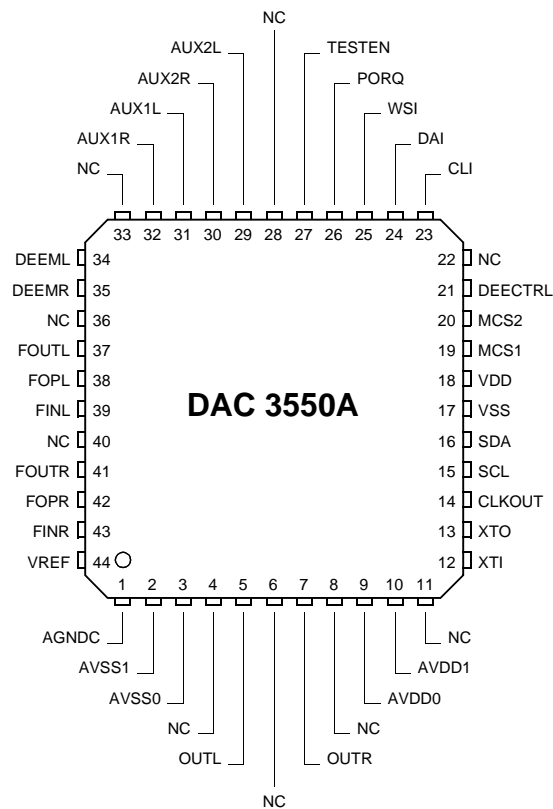 NC
AUX2L TESTEN
AUX2R PORQ
AUX1L WSI
AUX1R DAI
NC CLI
33 32 31 30 29 28 27 26 25 24 23
DEEML 34 22 NC
DEEMR 35 21 DEECTRL
NC 36 20 MCS2
FOUTL 37 19 MCS1
FOPL 38 18 VDD
FINL 39 17 VSS
DAC 3550A
NC 40 16 SDA
FOUTR 41 15 SCL
FOPR 42 14 CLKOUT
FINR 43 13 XTO
VREF 44 12 XTI
1 2 3 4 5 6 7 8 9 10 11
AGNDC NC
AVSS1 AVDD1
AVSS0 AVDD0
NC NC
OUTL OUTR
NC